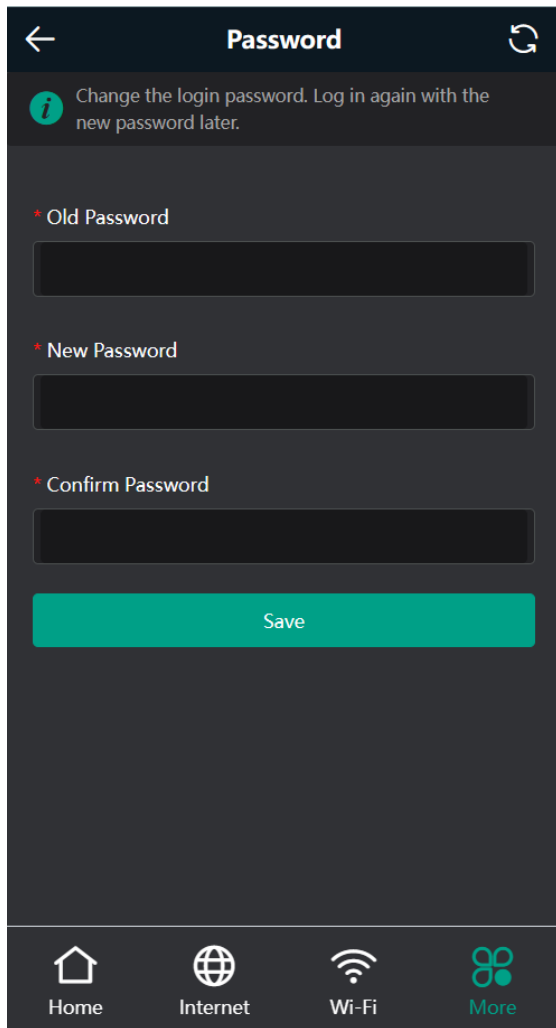 Password
Change the login password. Log in again with the
new password later.
* Old Password
* New Password
* Confirm Password
Save
Home Internet Wi-Fi More